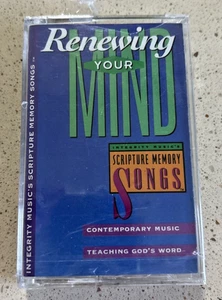 Renewing
YOUR
MIND
INTEGRITY MUSIC'S
SCRIPTURE MEMORY
SONGS
CONTEMPORARY MUSIC
TEACHING GOD'S WORD
INTEGRITY MUSIC'S SCRIPTURE MEMORY SONGS